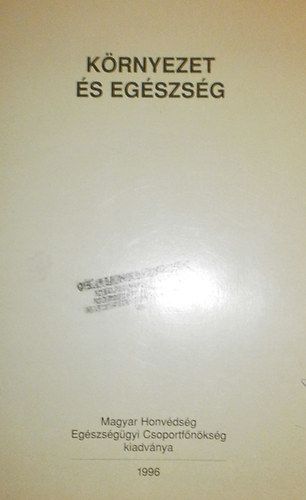 KÖRNYEZET
ÉS EGÉSZSÉG
Magyar Honvédség
Egészségügyi Csoportfőnökség
kiadványa
1996